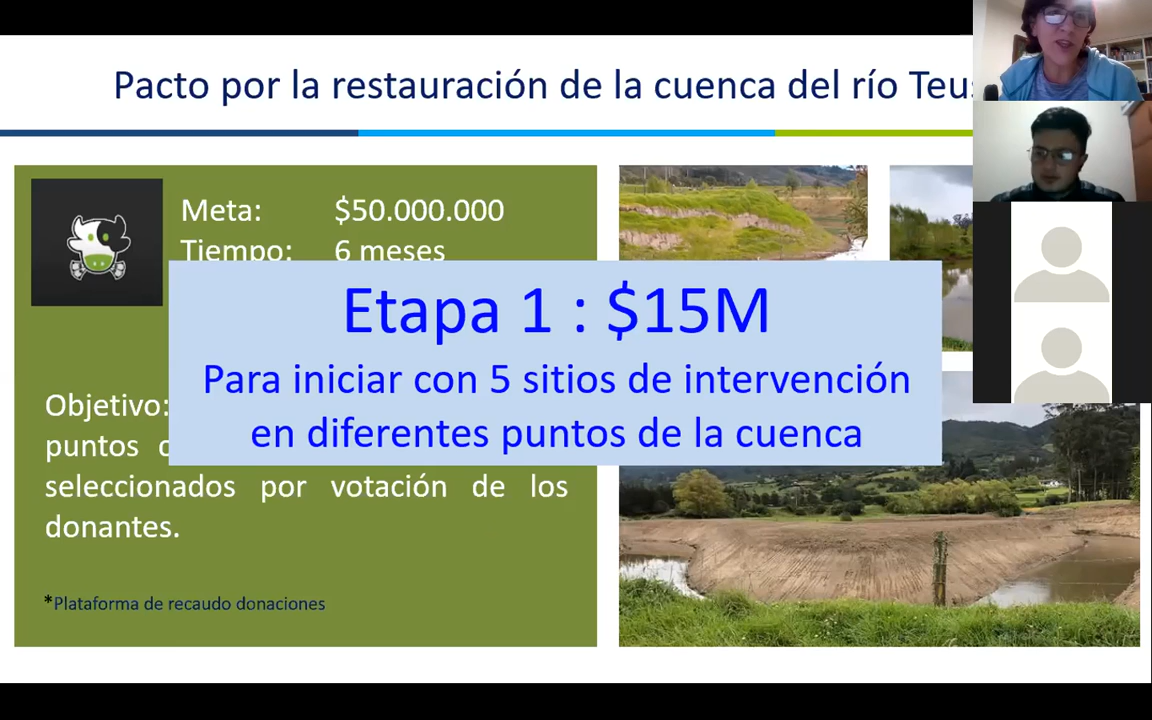 Pacto por la restauración de la cuenca del río
Meta: $50.000.000
Tiempo: 6 meses
Etapa 1 : $15M
Para iniciar con 5 sitios de intervención
en diferentes puntos de la cuenca
Objetivo:
puntos
seleccionados por votación de los
donantes.
*Plataforma de recaudo donaciones